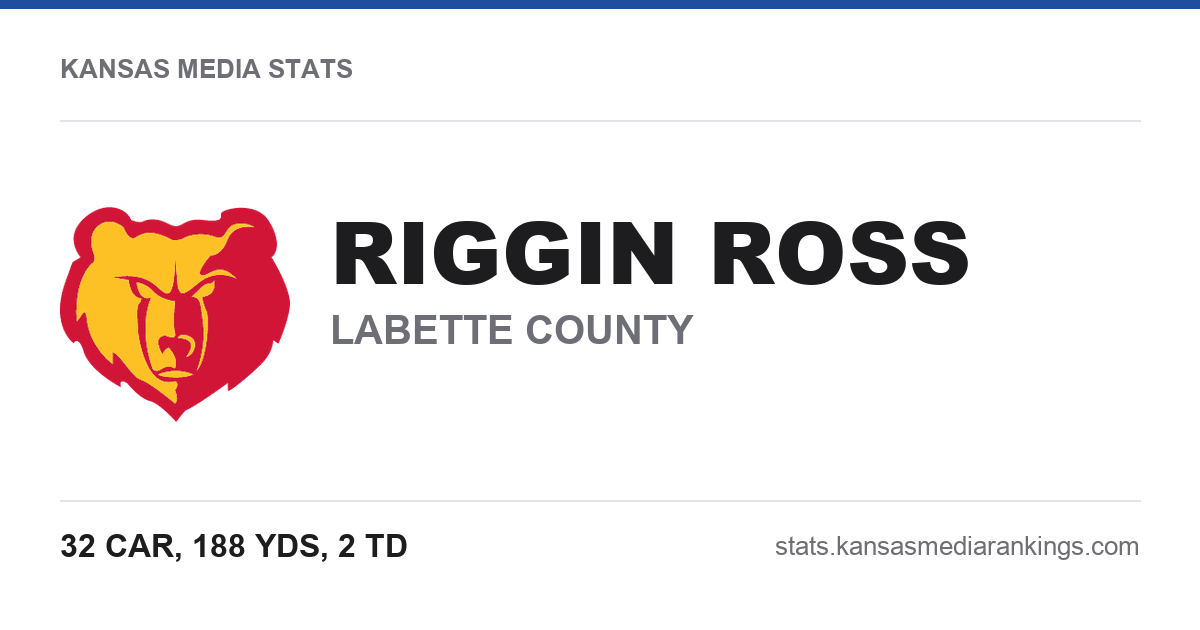 KANSAS MEDIA STATS
RIGGIN ROSS
LABETTE COUNTY
32 CAR, 188 YDS, 2 TD
stats.kansasmediarankings.com